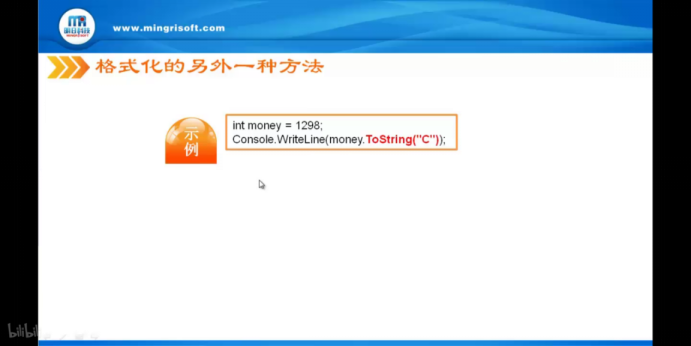 www.mingrisoft.com
格式化的另外一种方法
示
例
int money = 1298;
Console.WriteLine(money.ToString("C"));